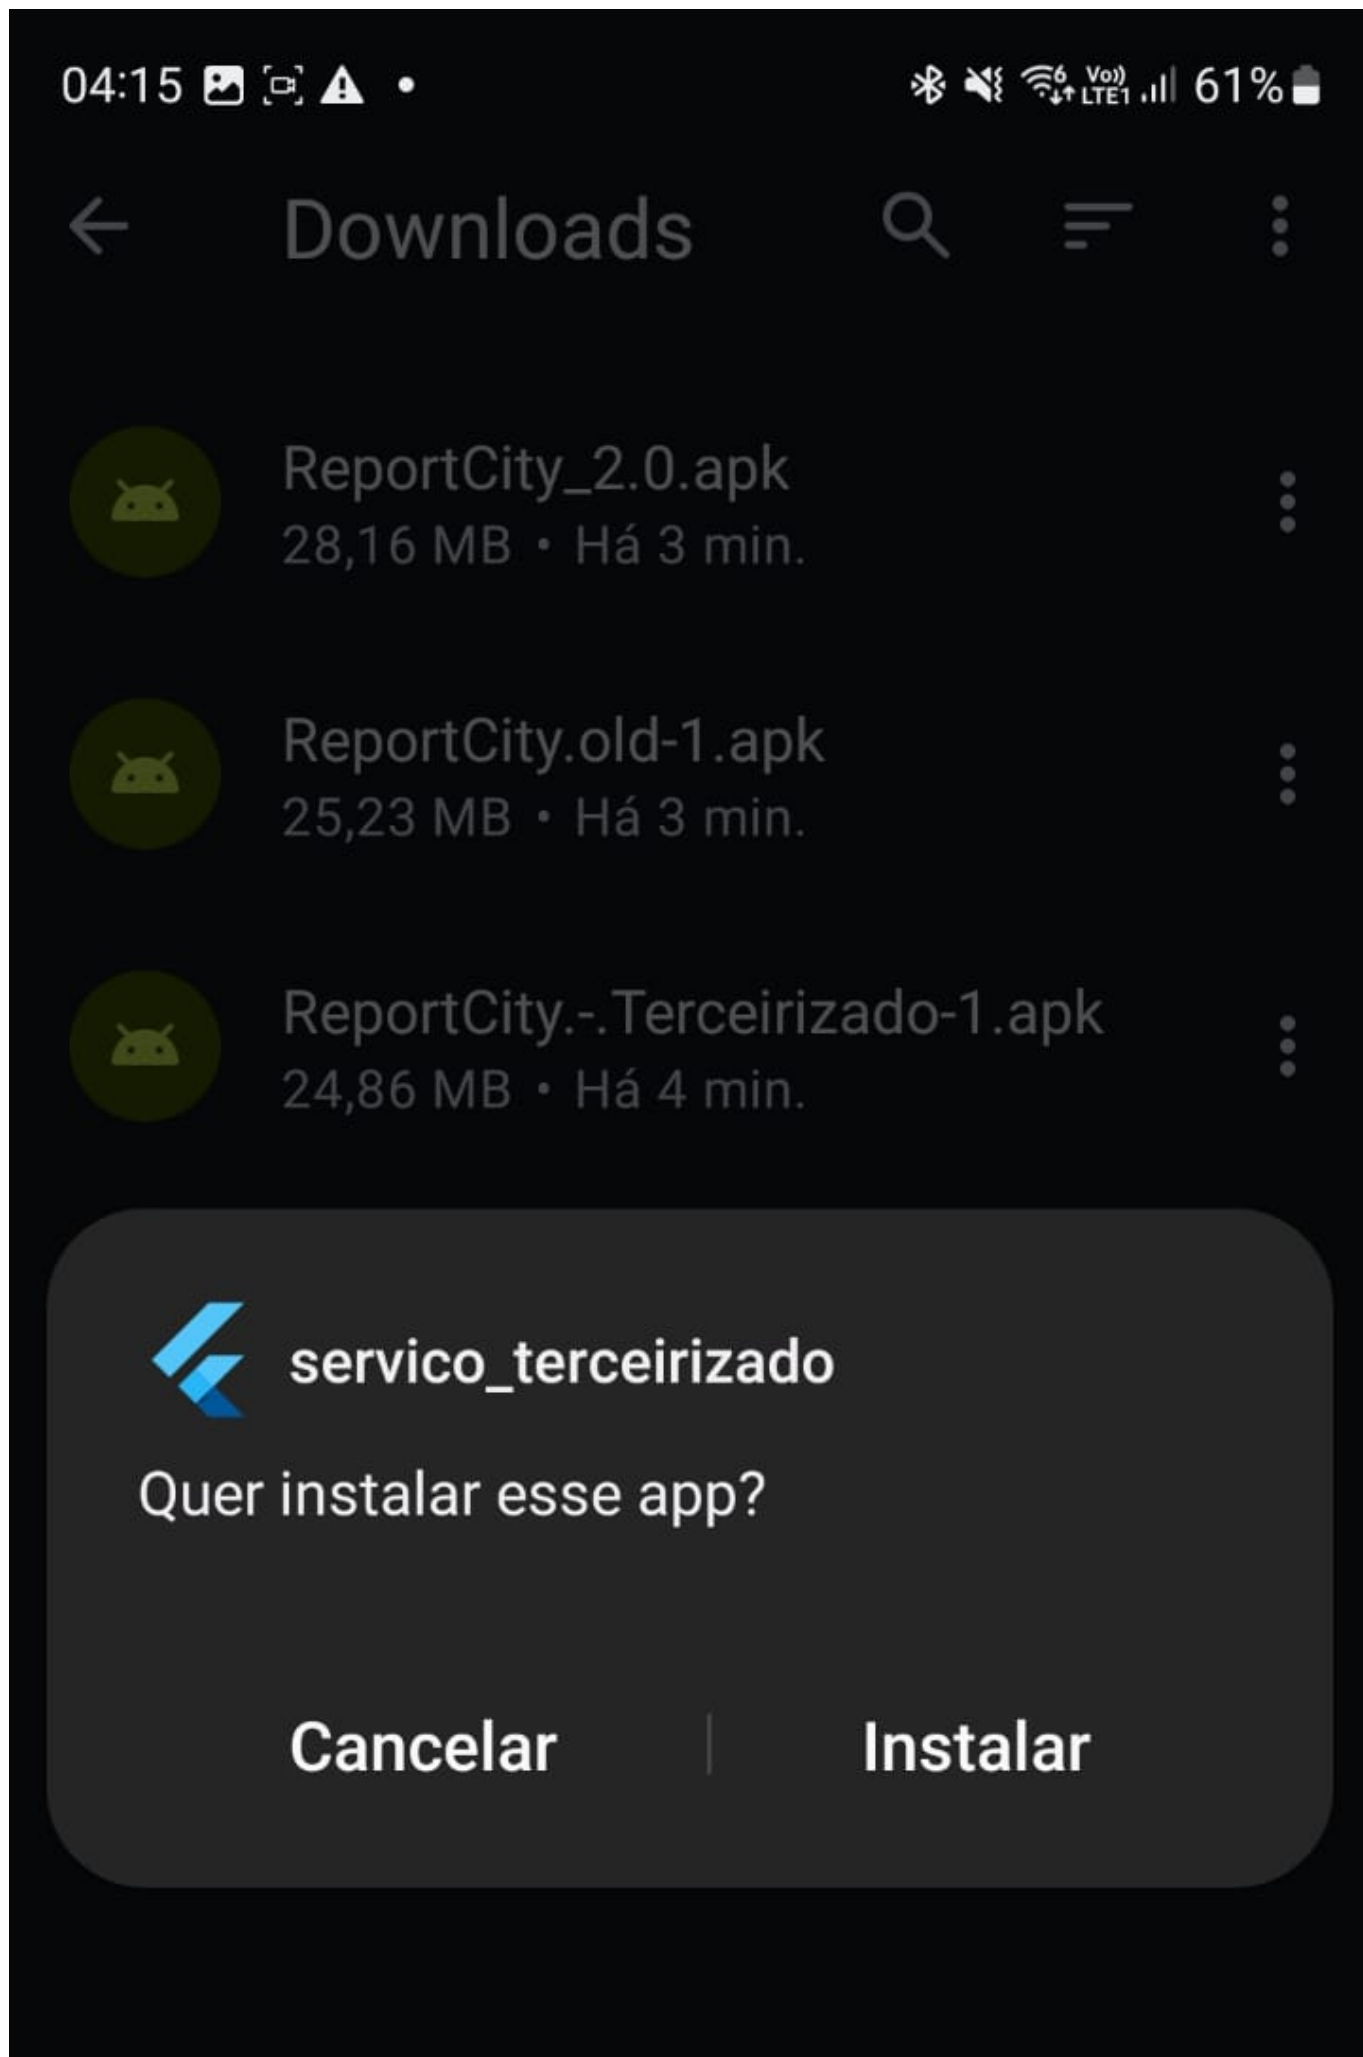 04:15 Vo)) LTE1 61%
Downloads
ReportCity_2.0.apk
28,16 MB • Há 3 min.
ReportCity.old-1.apk
25,23 MB • Há 3 min.
ReportCity.-.Terceirizado-1.apk
24,86 MB • Há 4 min.
servico_terceirizado
Quer instalar esse app?
Cancelar Instalar